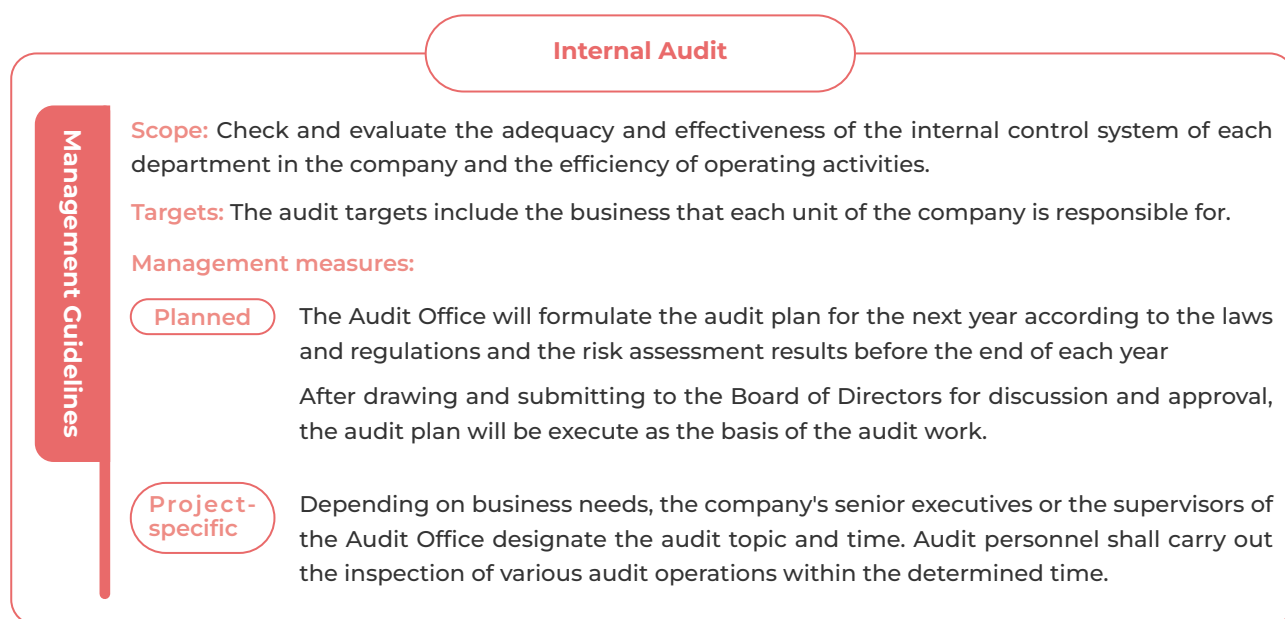 Internal Audit
Management Guidelines
Scope: Check and evaluate the adequacy and effectiveness of the internal control system of each
department in the company and the efficiency of operating activities.
Targets: The audit targets include the business that each unit of the company is responsible for.
Management measures:
Planned
The Audit Office will formulate the audit plan for the next year according to the laws
and regulations and the risk assessment results before the end of each year
After drawing and submitting to the Board of Directors for discussion and approval,
the audit plan will be execute as the basis of the audit work.
Project-
specific
Depending on business needs, the company's senior executives or the supervisors of
the Audit Office designate the audit topic and time. Audit personnel shall carry out
the inspection of various audit operations within the determined time.